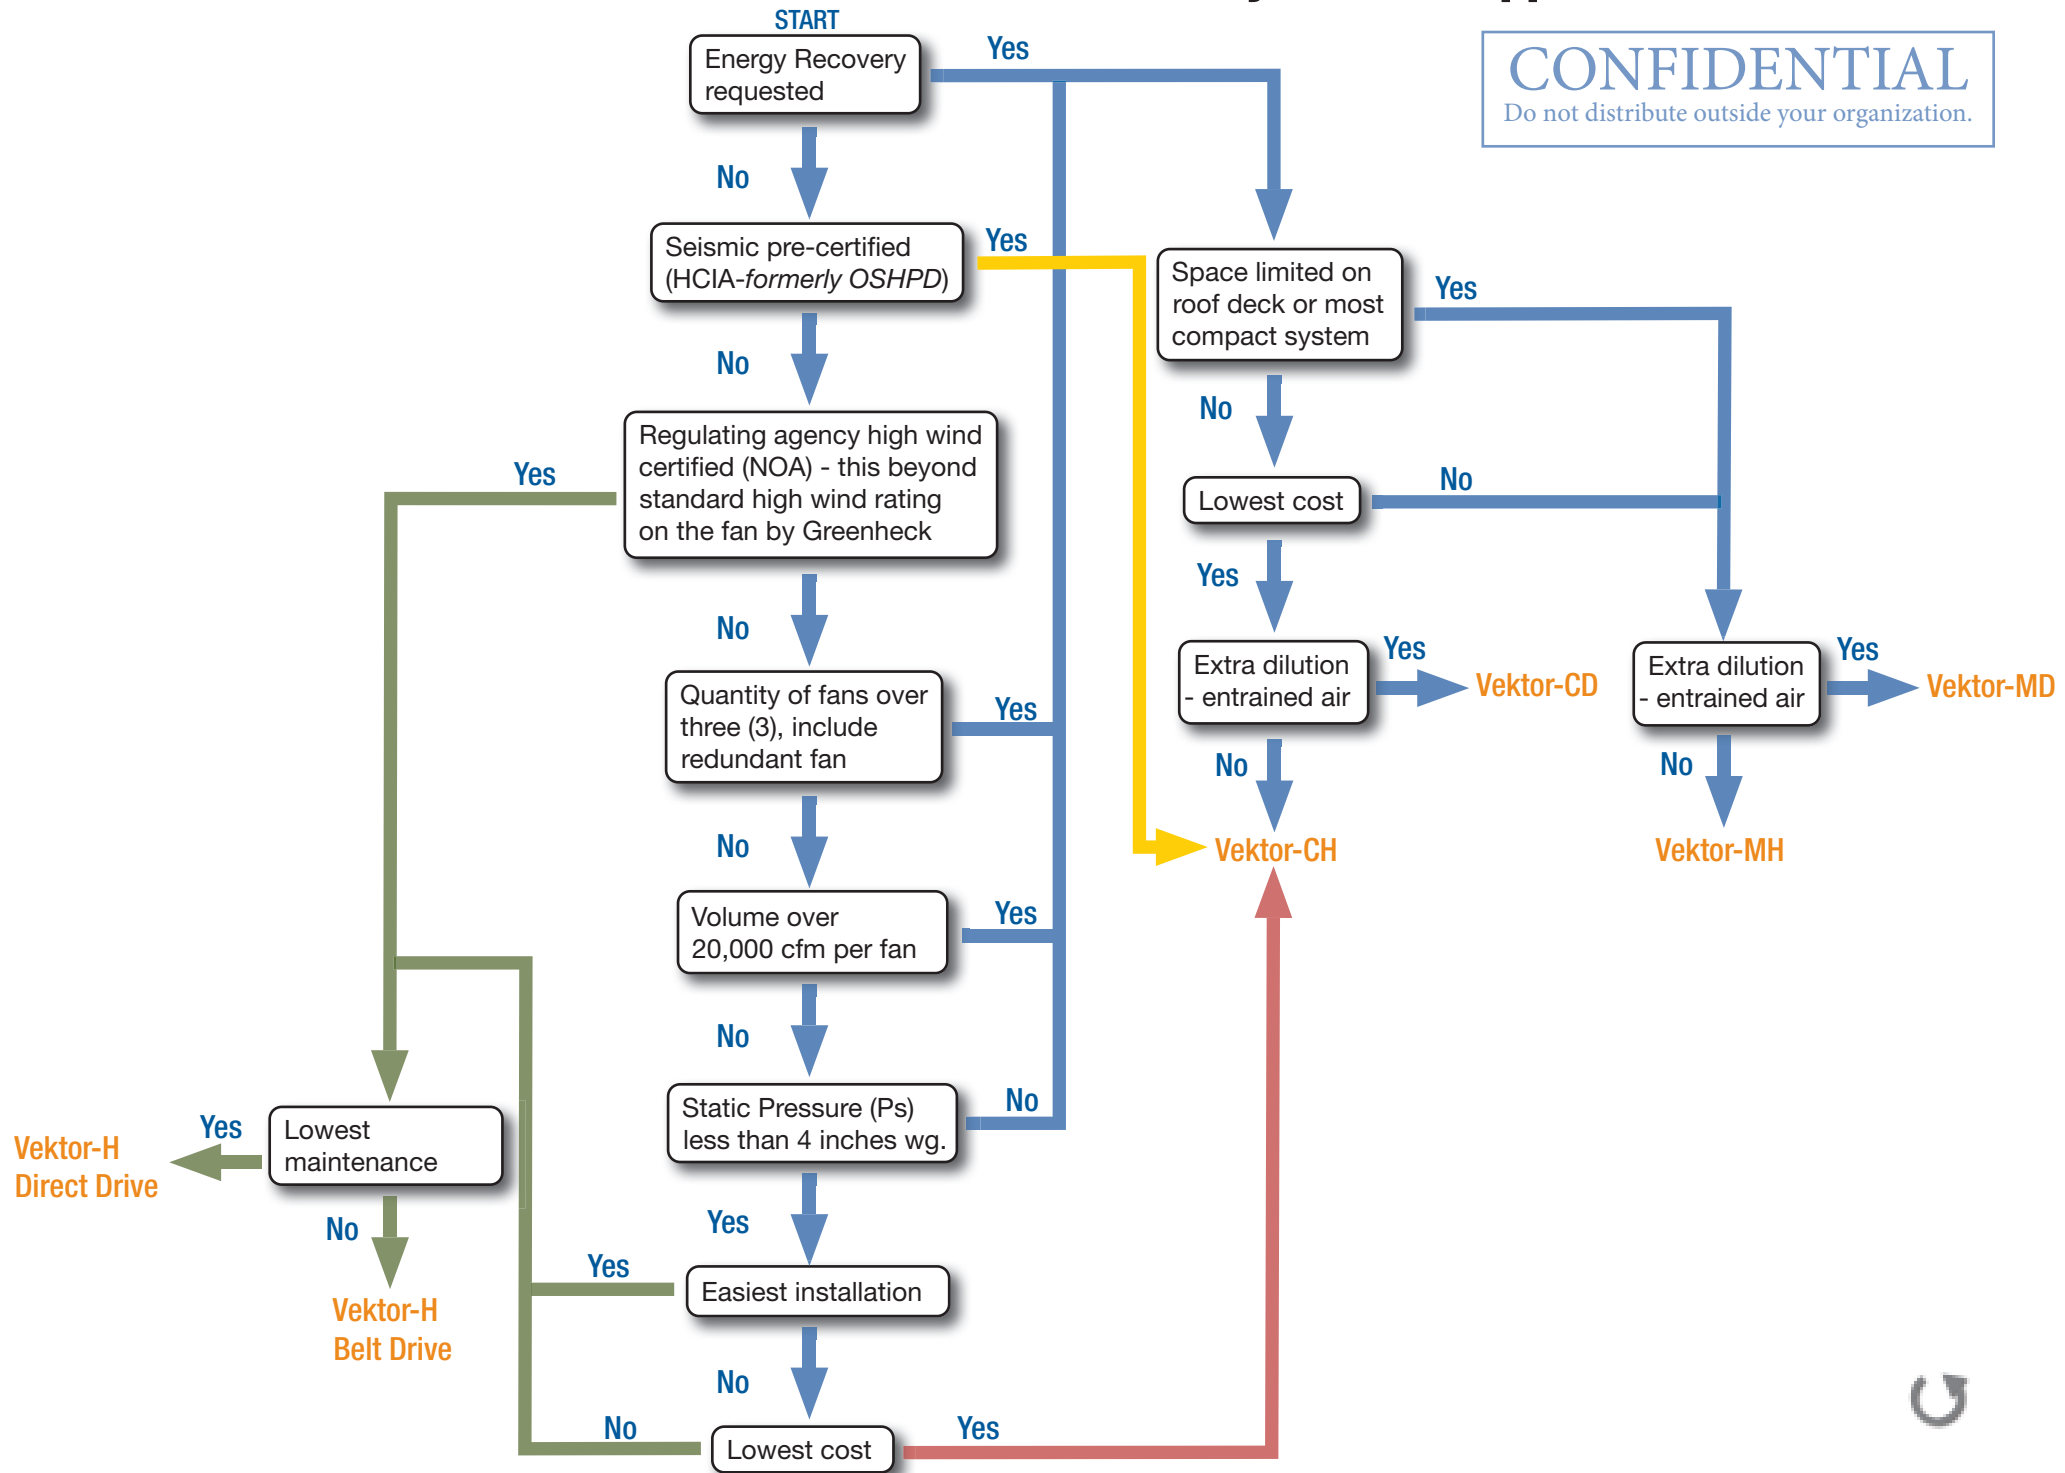 START
Energy Recovery
requested
Yes
CONFIDENTIAL
Do not distribute outside your organization.
No
Seismic pre-certified
(HCIA-formerly OSHPD)
Yes
Space limited on
roof deck or most
compact system
Yes
No
No
Regulating agency high wind
certified (NOA) - this beyond
standard high wind rating
on the fan by Greenheck
Yes
Lowest cost
No
Yes
No
Extra dilution
- entrained air
Yes
Vektor-CD
Extra dilution
- entrained air
Yes
Vektor-MD
Quantity of fans over
three (3), include
redundant fan
Yes
No
No
No
Vektor-CH
Vektor-MH
Volume over
20,000 cfm per fan
Yes
No
Static Pressure (Ps)
less than 4 inches wg.
No
Lowest
maintenance
Yes
Vektor-H
Direct Drive
No
Vektor-H
Belt Drive
Yes
Easiest installation
Yes
No
Lowest cost
No
Yes